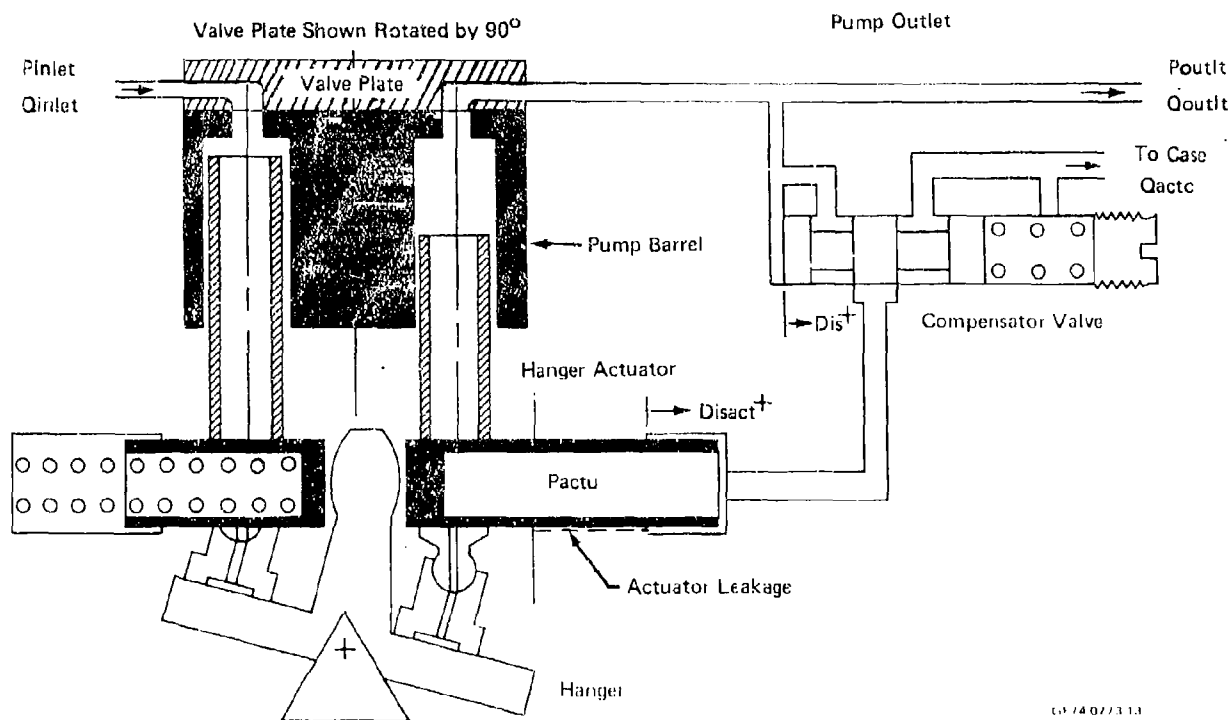 Valve Plate Shown Rotated by 90°
Pump Outlet
Pinlet
Qinlet
Valve Plate
Poutlt
Qoutlt
To Case
Qactc
Pump Barrel
Dis+
Compensator Valve
Hanger Actuator
Disact+
Pactu
Actuator Leakage
+
Hanger